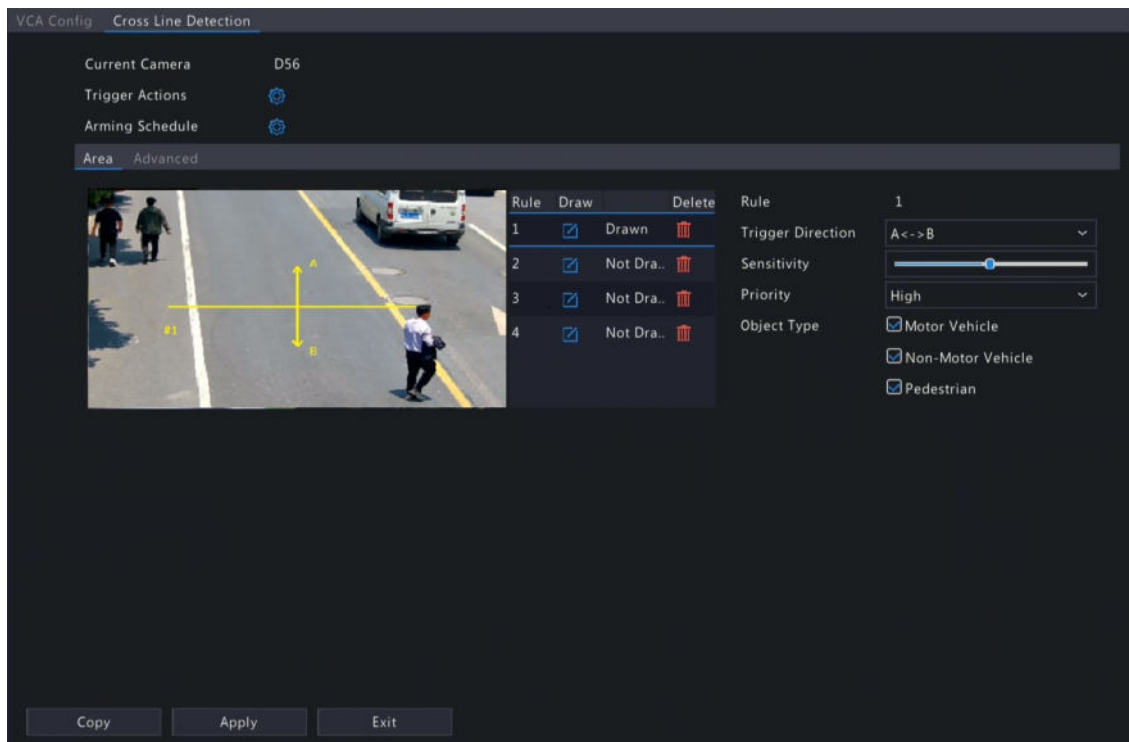 VCA Config Cross Line Detection
Current Camera D56
Trigger Actions
Arming Schedule
Area Advanced
Rule Draw Delete
1 Drawn
2 Not Dra..
3 Not Dra..
4 Not Dra..
#1
A
B
Rule 1
Trigger Direction A<->B
Sensitivity
Priority High
Object Type Motor Vehicle
Non-Motor Vehicle
Pedestrian
Copy Apply Exit